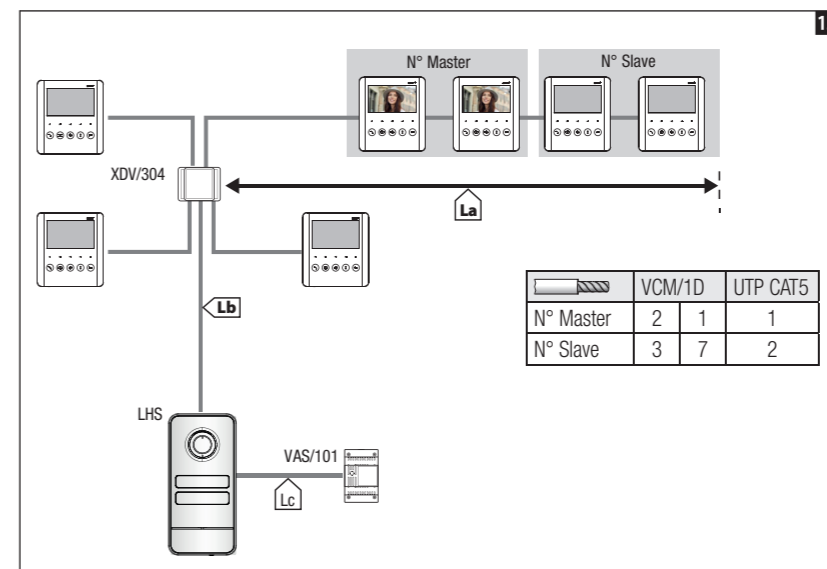 1
N° Master
N° Slave
XDV/304
La
VCM/1D UTP CAT5
N° Master 2 1 1
N° Slave 3 7 2
Lb
LHS
VAS/101
Lc